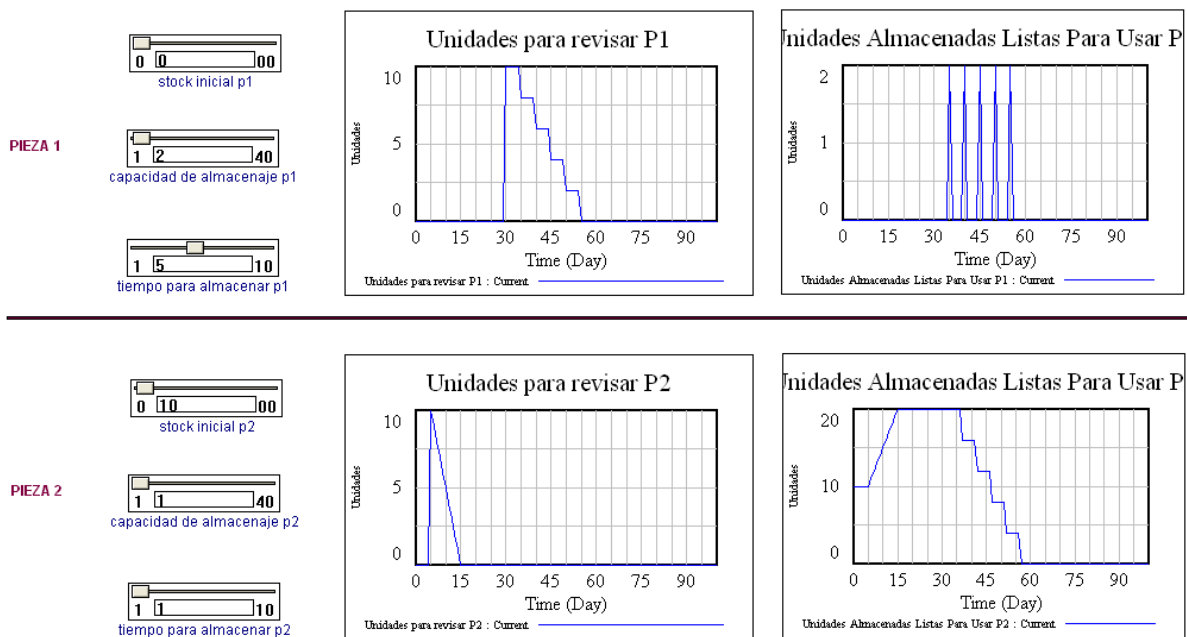 PIEZA 1
0 0 00
stock inicial p1
1 2 40
capacidad de almacenaje p1
1 5 10
tiempo para almacenar p1
Unidades para revisar P1
10
5
0
Unidades
0 15 30 45 60 75 90
Time (Day)
Unidades para revisar P1 : Current
Unidades Almacenadas Listas Para Usar P
2
1
0
Unidades
0 15 30 45 60 75 90
Time (Day)
Unidades Almacenadas Listas Para Usar P1 : Current
PIEZA 2
0 10 00
stock inicial p2
1 1 40
capacidad de almacenaje p2
1 1 10
tiempo para almacenar p2
Unidades para revisar P2
10
5
0
Unidades
0 15 30 45 60 75 90
Time (Day)
Unidades para revisar P2 : Current
Unidades Almacenadas Listas Para Usar P
20
10
0
Unidades
0 15 30 45 60 75 90
Time (Day)
Unidades Almacenadas Listas Para Usar P2 : Current